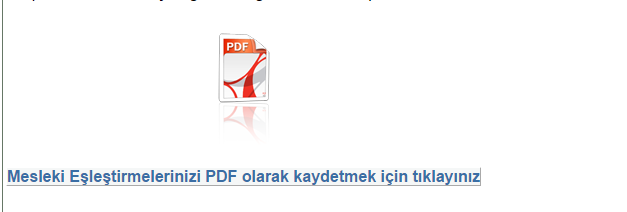 PDF
Mesleki Eşleştirmelerinizi PDF olarak kaydetmek için tıklayınız